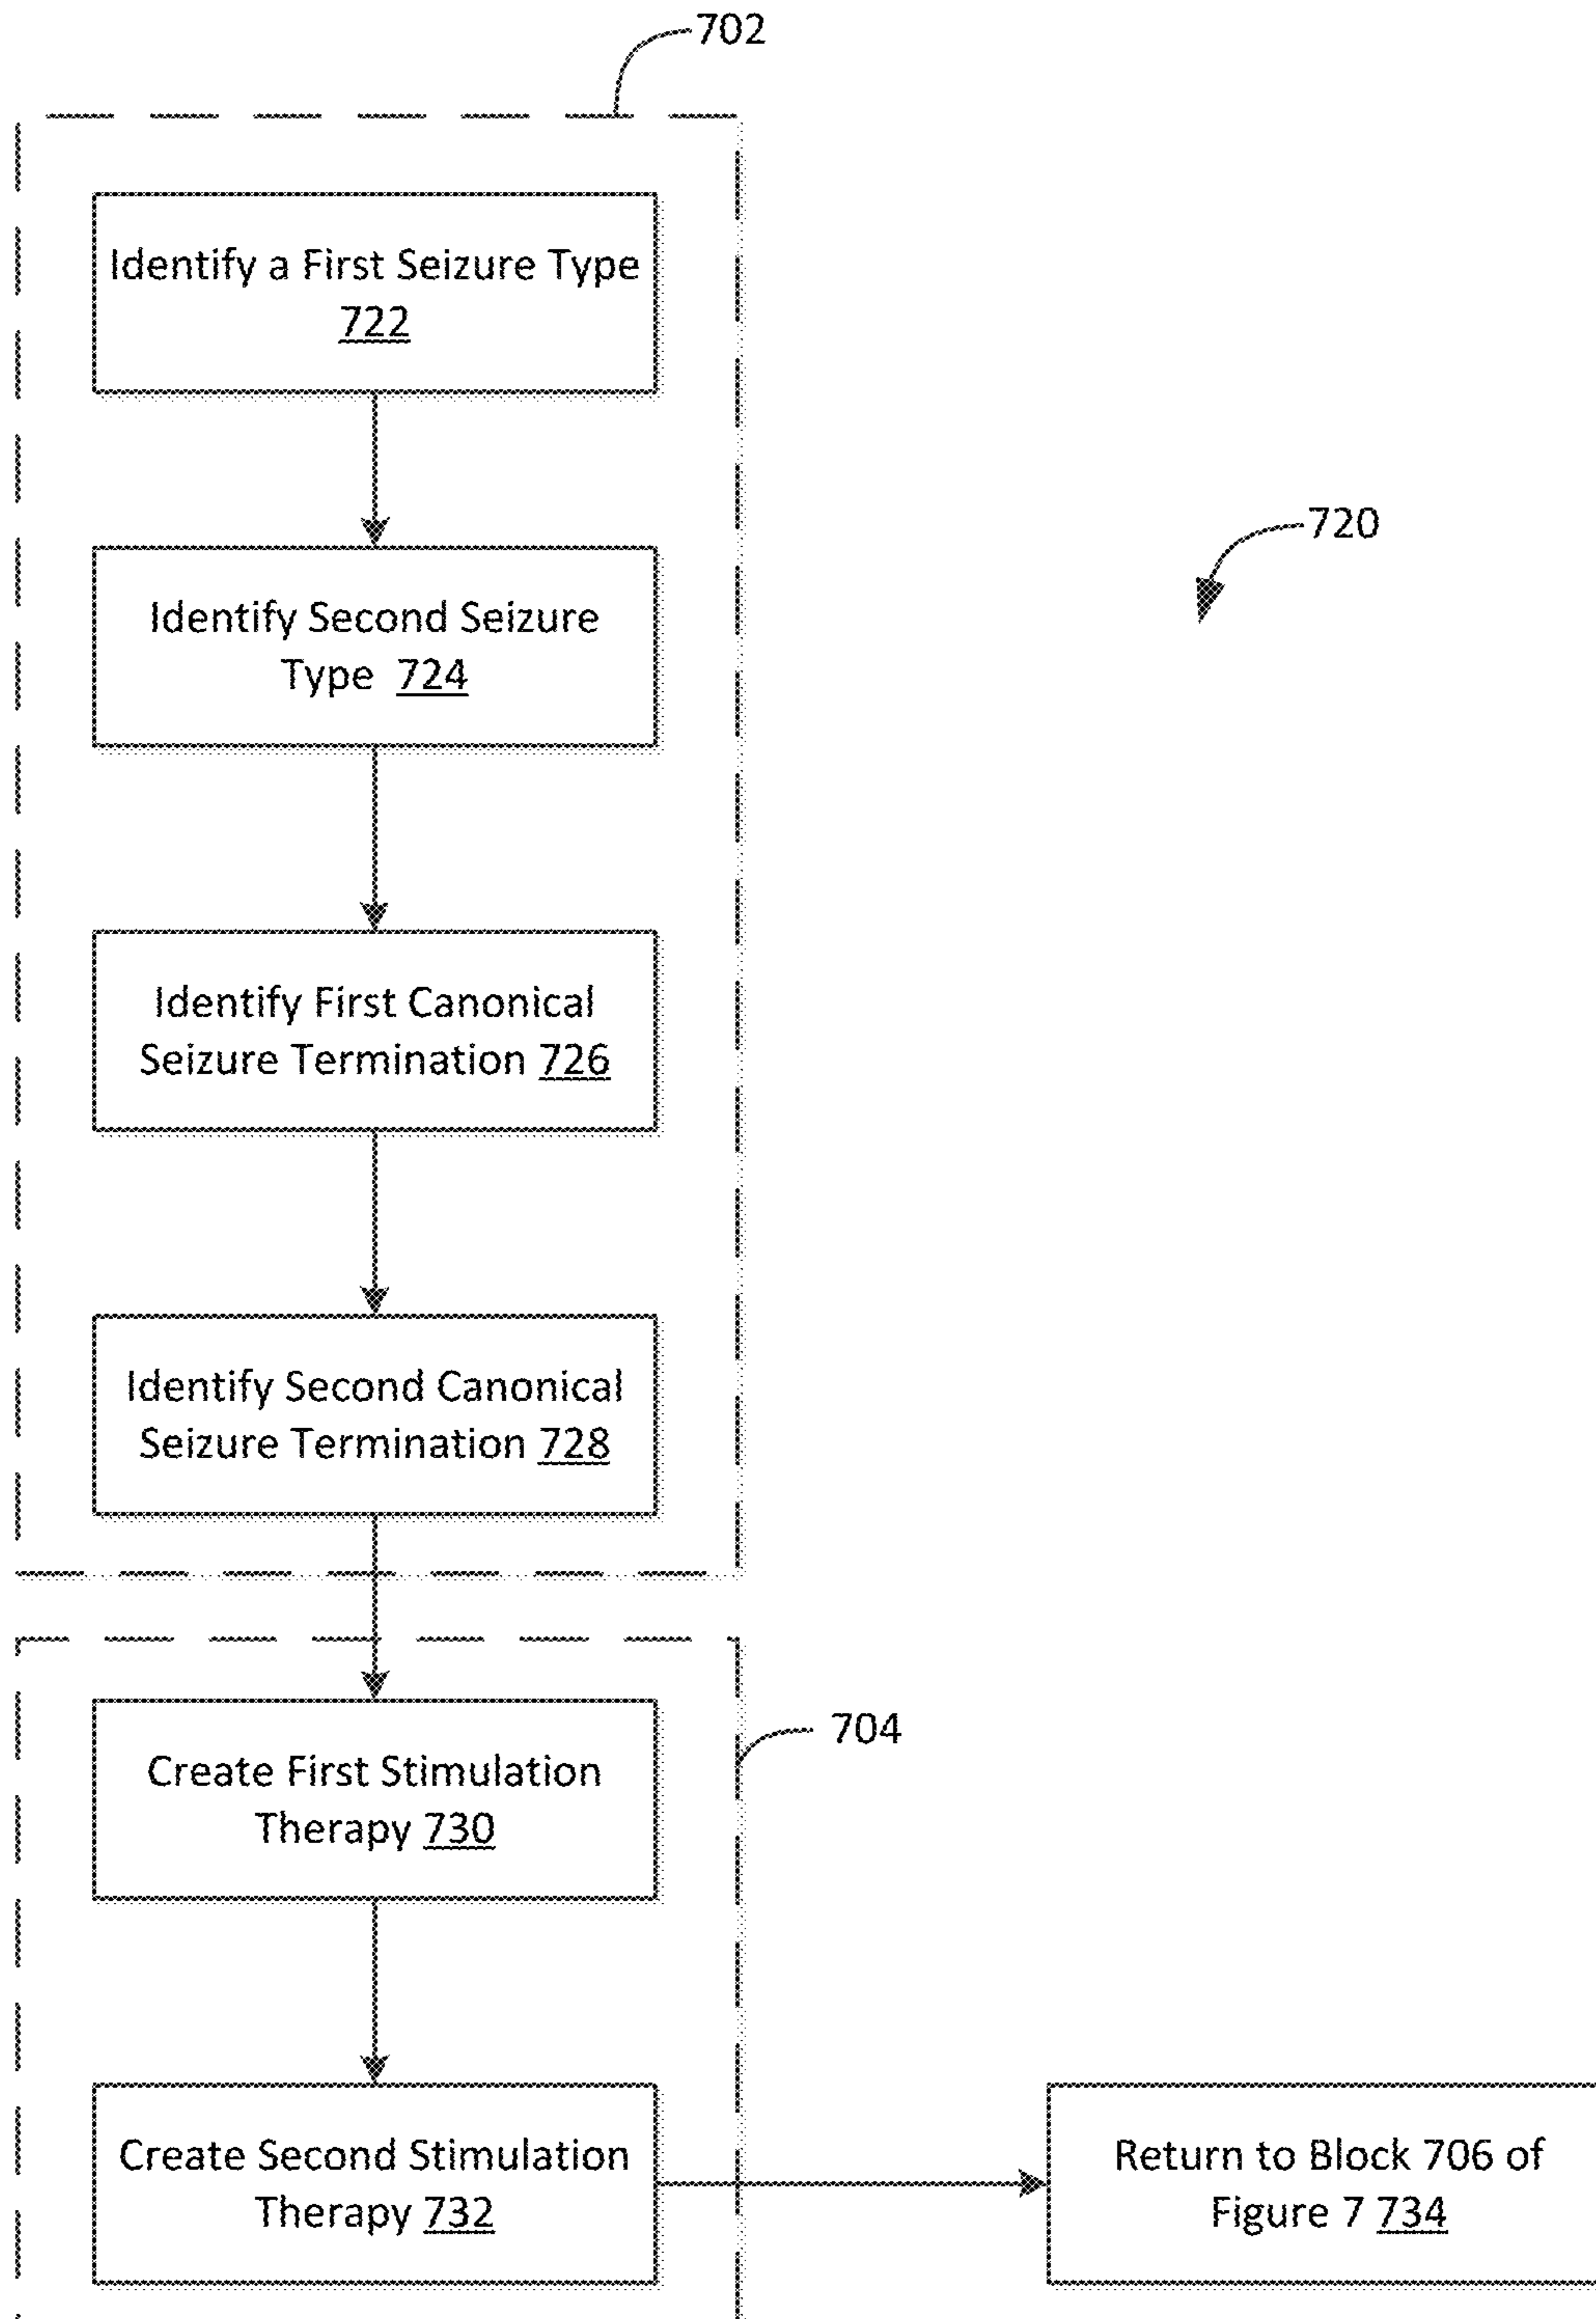 702
Identify a First Seizure Type
722
720
Identify Second Seizure
Type 724
Identify First Canonical
Seizure Termination 726
Identify Second Canonical
Seizure Termination 728
704
Create First Stimulation
Therapy 730
Create Second Stimulation
Therapy 732
Return to Block 706 of
Figure 7 734